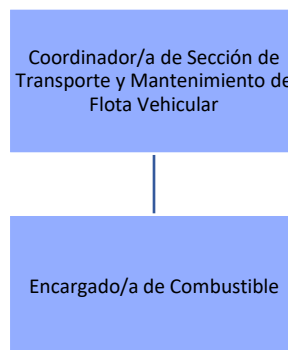 Coordinador/a de Sección de
Transporte y Mantenimiento de
Flota Vehicular
Encargado/a de Combustible